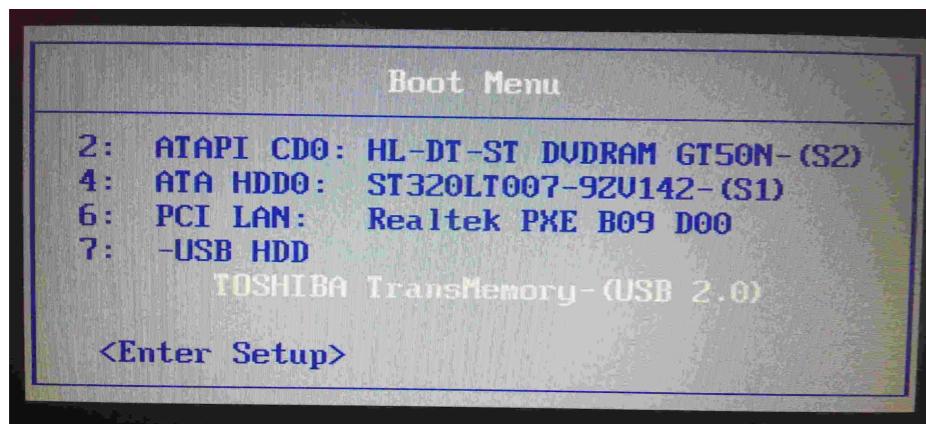 Boot Menu
2: ATAPI CD0: HL-DT-ST DVDRAM GT50N-(S2)
4: ATA HDD0: ST320LT007-9ZV142-(S1)
6: PCI LAN: Realtek PXE B09 D00
7: -USB HDD
TOSHIBA TransMemory-(USB 2.0)
<Enter Setup>